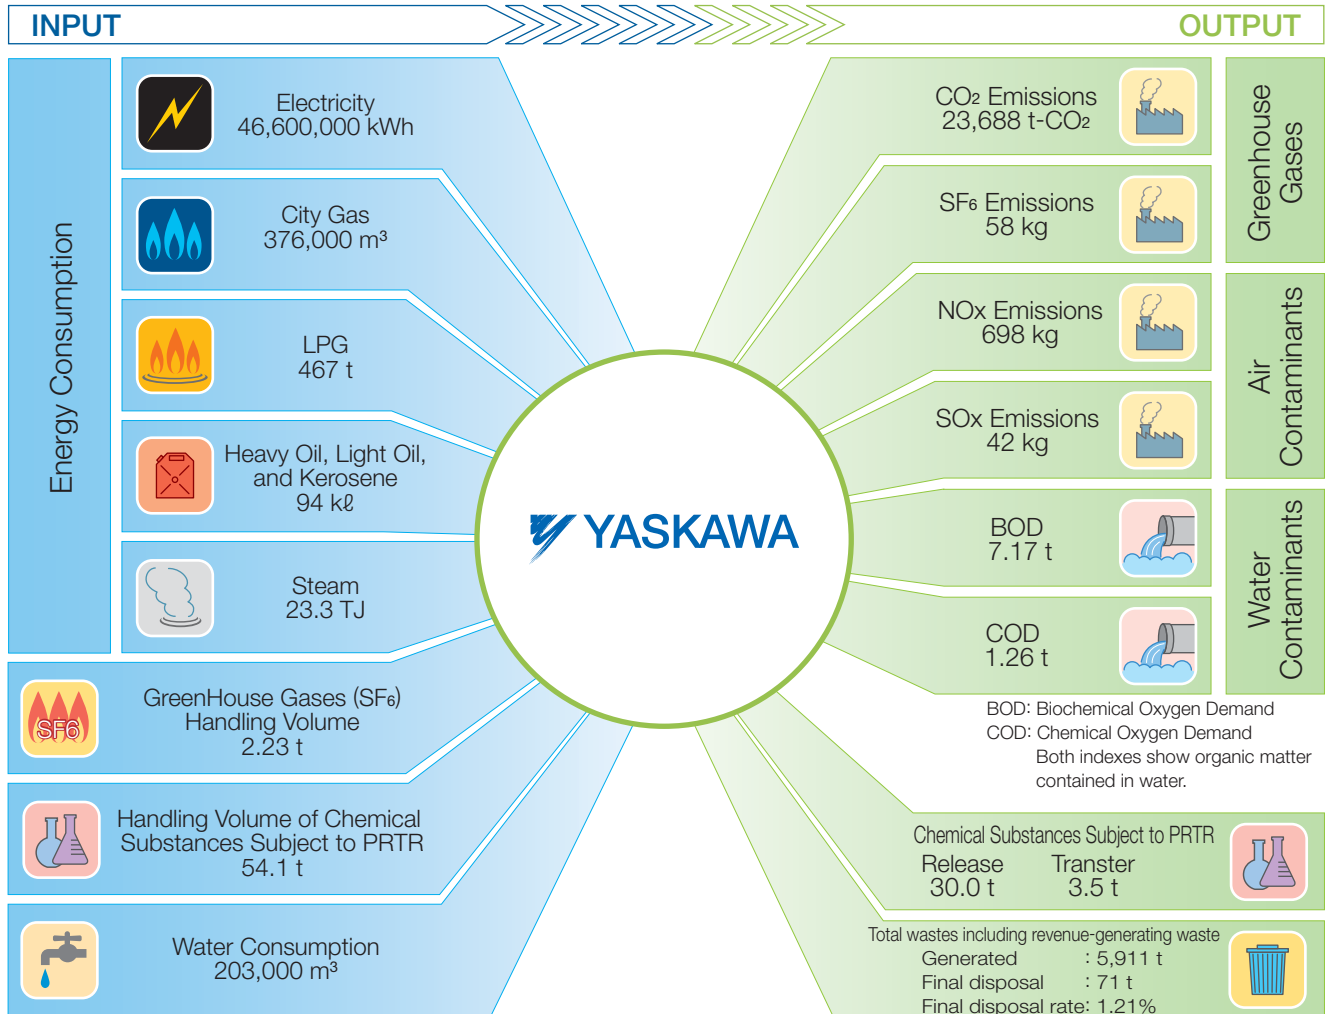 INPUT
OUTPUT
Energy Consumption
Electricity
46,600,000 kWh
City Gas
376,000 m³
LPG
467 t
Heavy Oil, Light Oil,
and Kerosene
94 kℓ
Steam
23.3 TJ
SF6
GreenHouse Gases (SF₆)
Handling Volume
2.23 t
Handling Volume of Chemical
Substances Subject to PRTR
54.1 t
Water Consumption
203,000 m³
YASKAWA
CO₂ Emissions
23,688 t-CO₂
SF₆ Emissions
58 kg
Greenhouse
Gases
NOx Emissions
698 kg
SOx Emissions
42 kg
Air
Contaminants
BOD
7.17 t
COD
1.26 t
Water
Contaminants
BOD: Biochemical Oxygen Demand
COD: Chemical Oxygen Demand
Both indexes show organic matter
contained in water.
Chemical Substances Subject to PRTR
Release Transter
30.0 t 3.5 t
Total wastes including revenue-generating waste
Generated : 5,911 t
Final disposal : 71 t
Final disposal rate: 1.21%